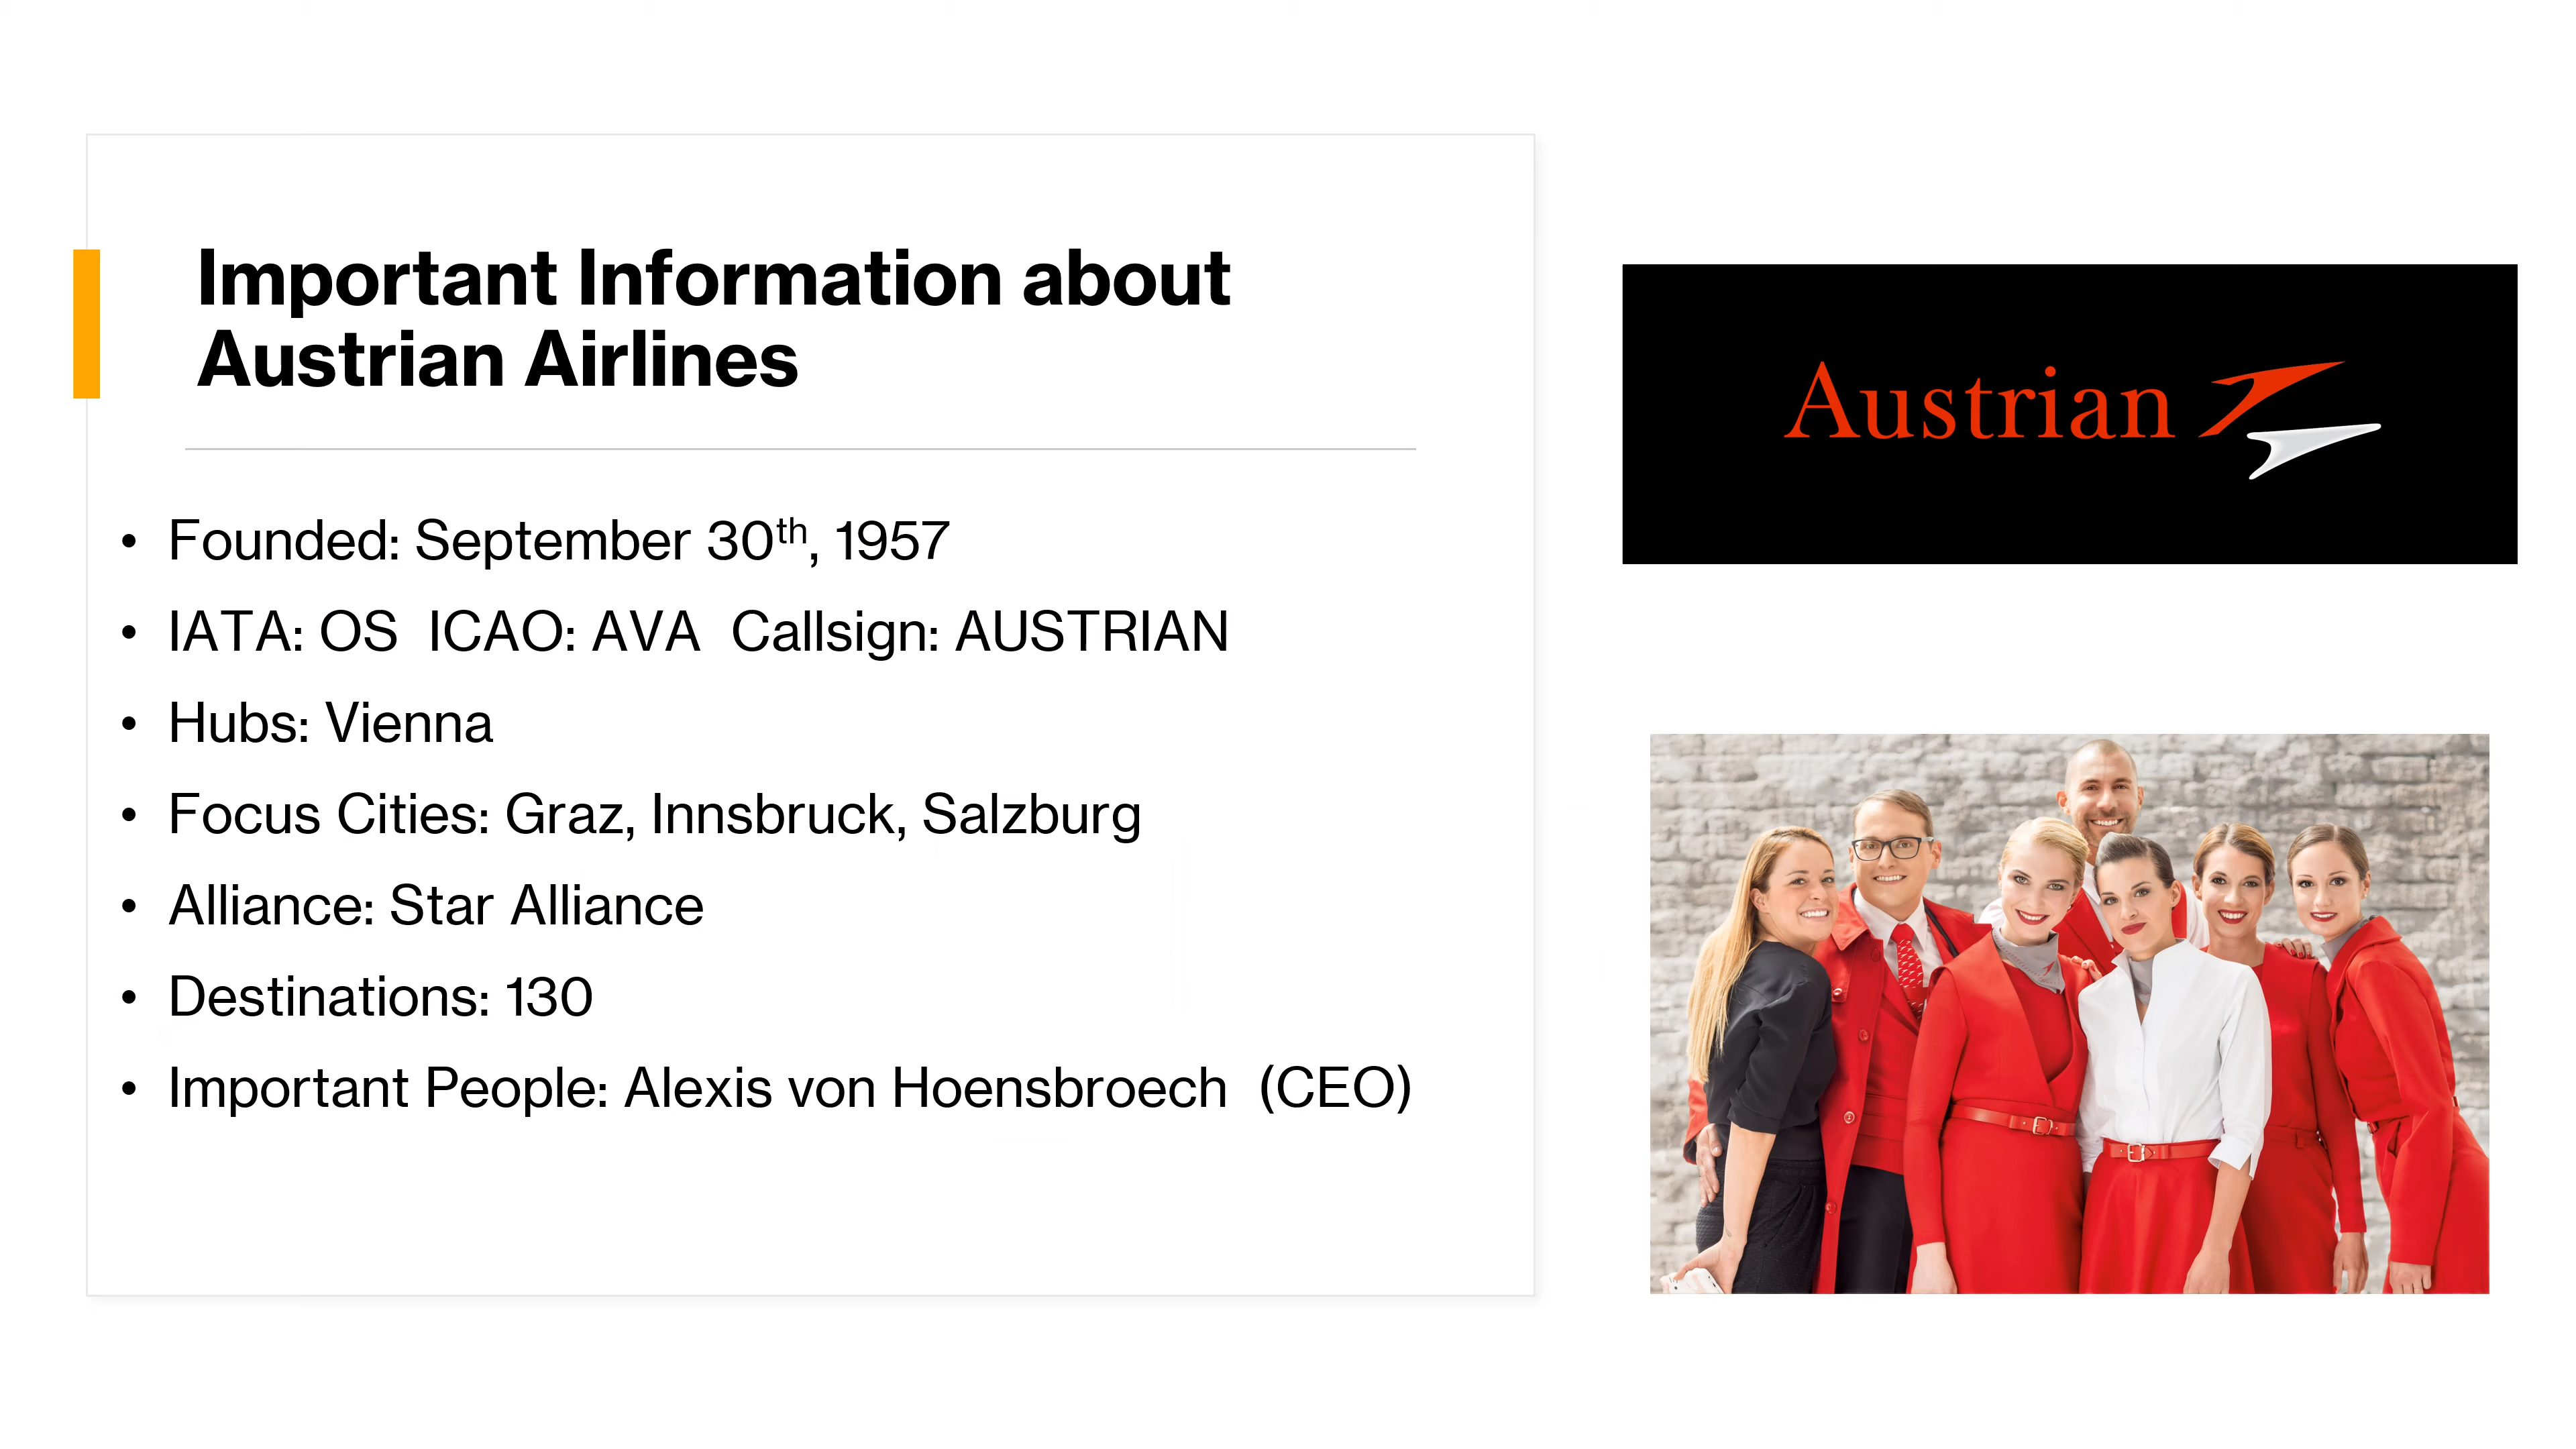 Important Information about
Austrian Airlines
• Founded: September 30th, 1957
• IATA: OS  ICAO: AVA  Callsign: AUSTRIAN
• Hubs: Vienna
• Focus Cities: Graz, Innsbruck, Salzburg
• Alliance: Star Alliance
• Destinations: 130
• Important People: Alexis von Hoensbroech  (CEO)
Austrian